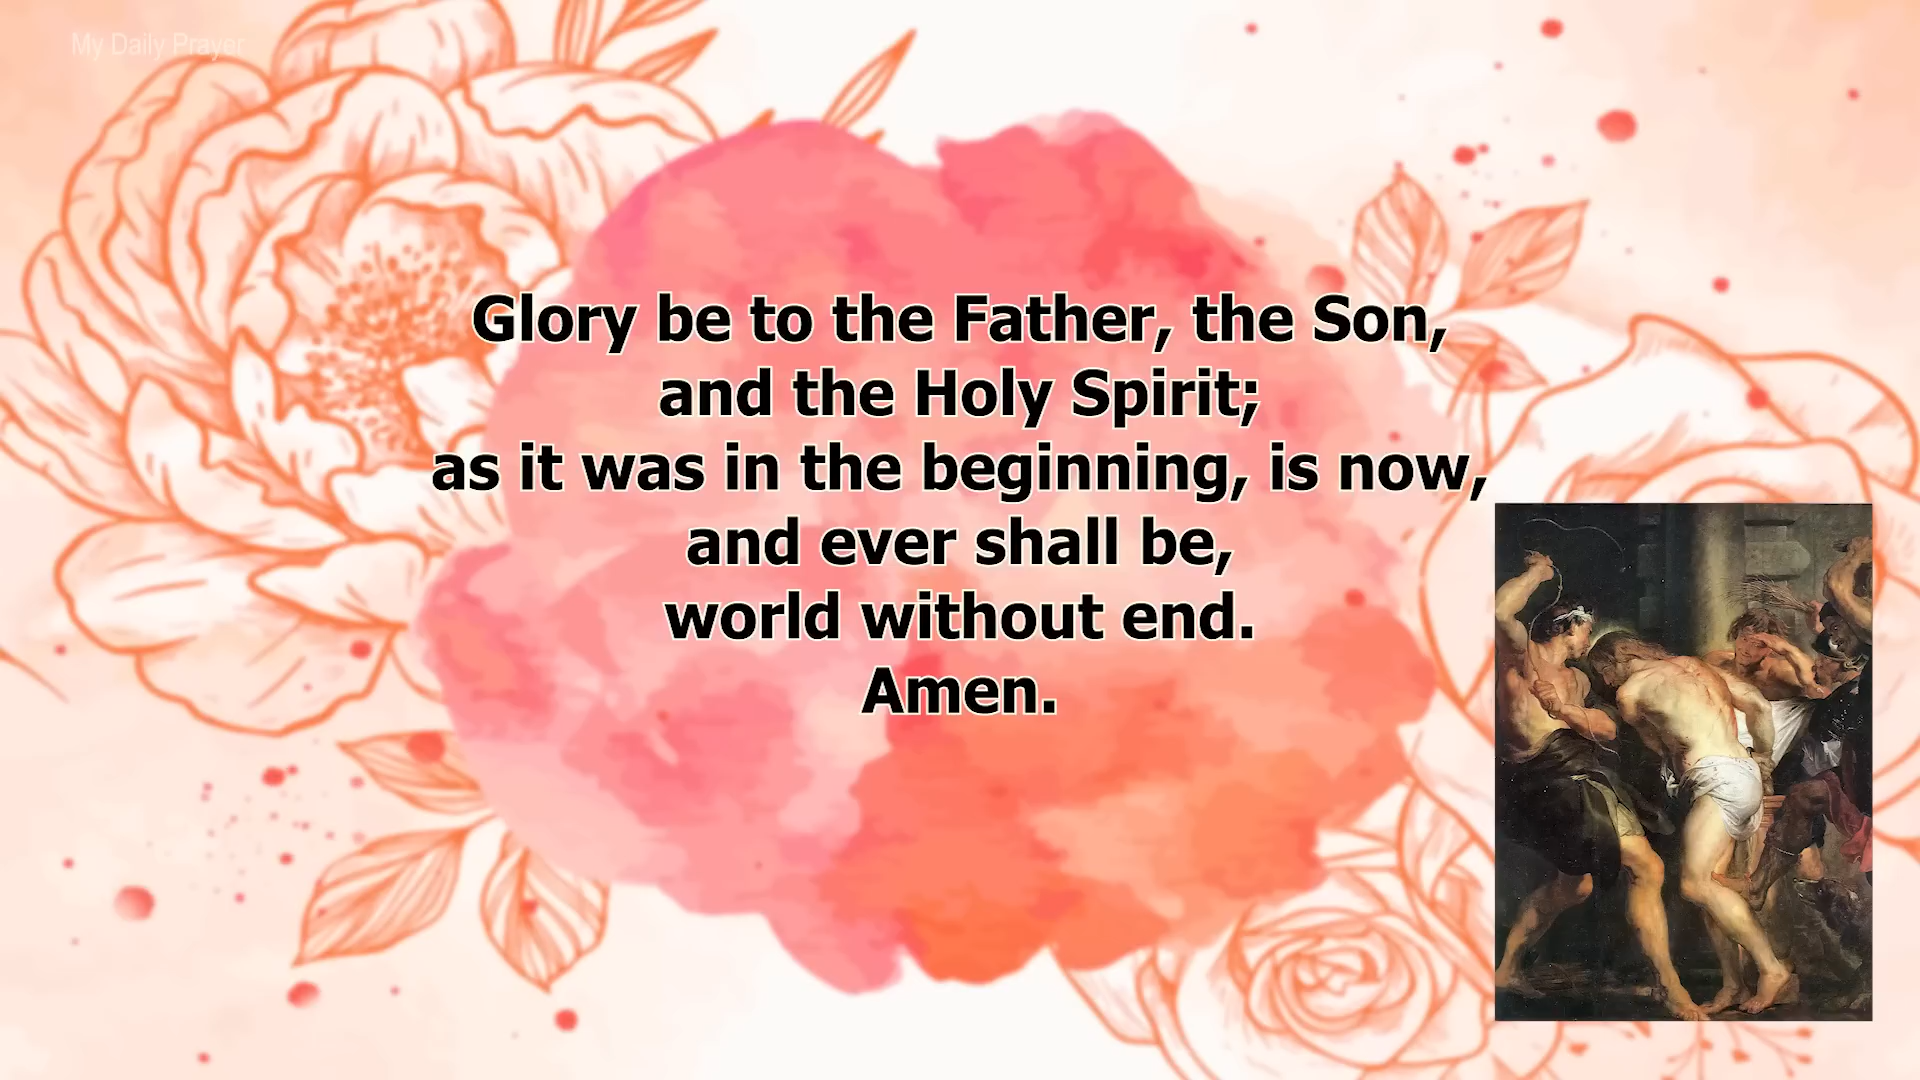 My Daily Prayer
Glory be to the Father, the Son,
and the Holy Spirit;
as it was in the beginning, is now,
and ever shall be,
world without end.
Amen.